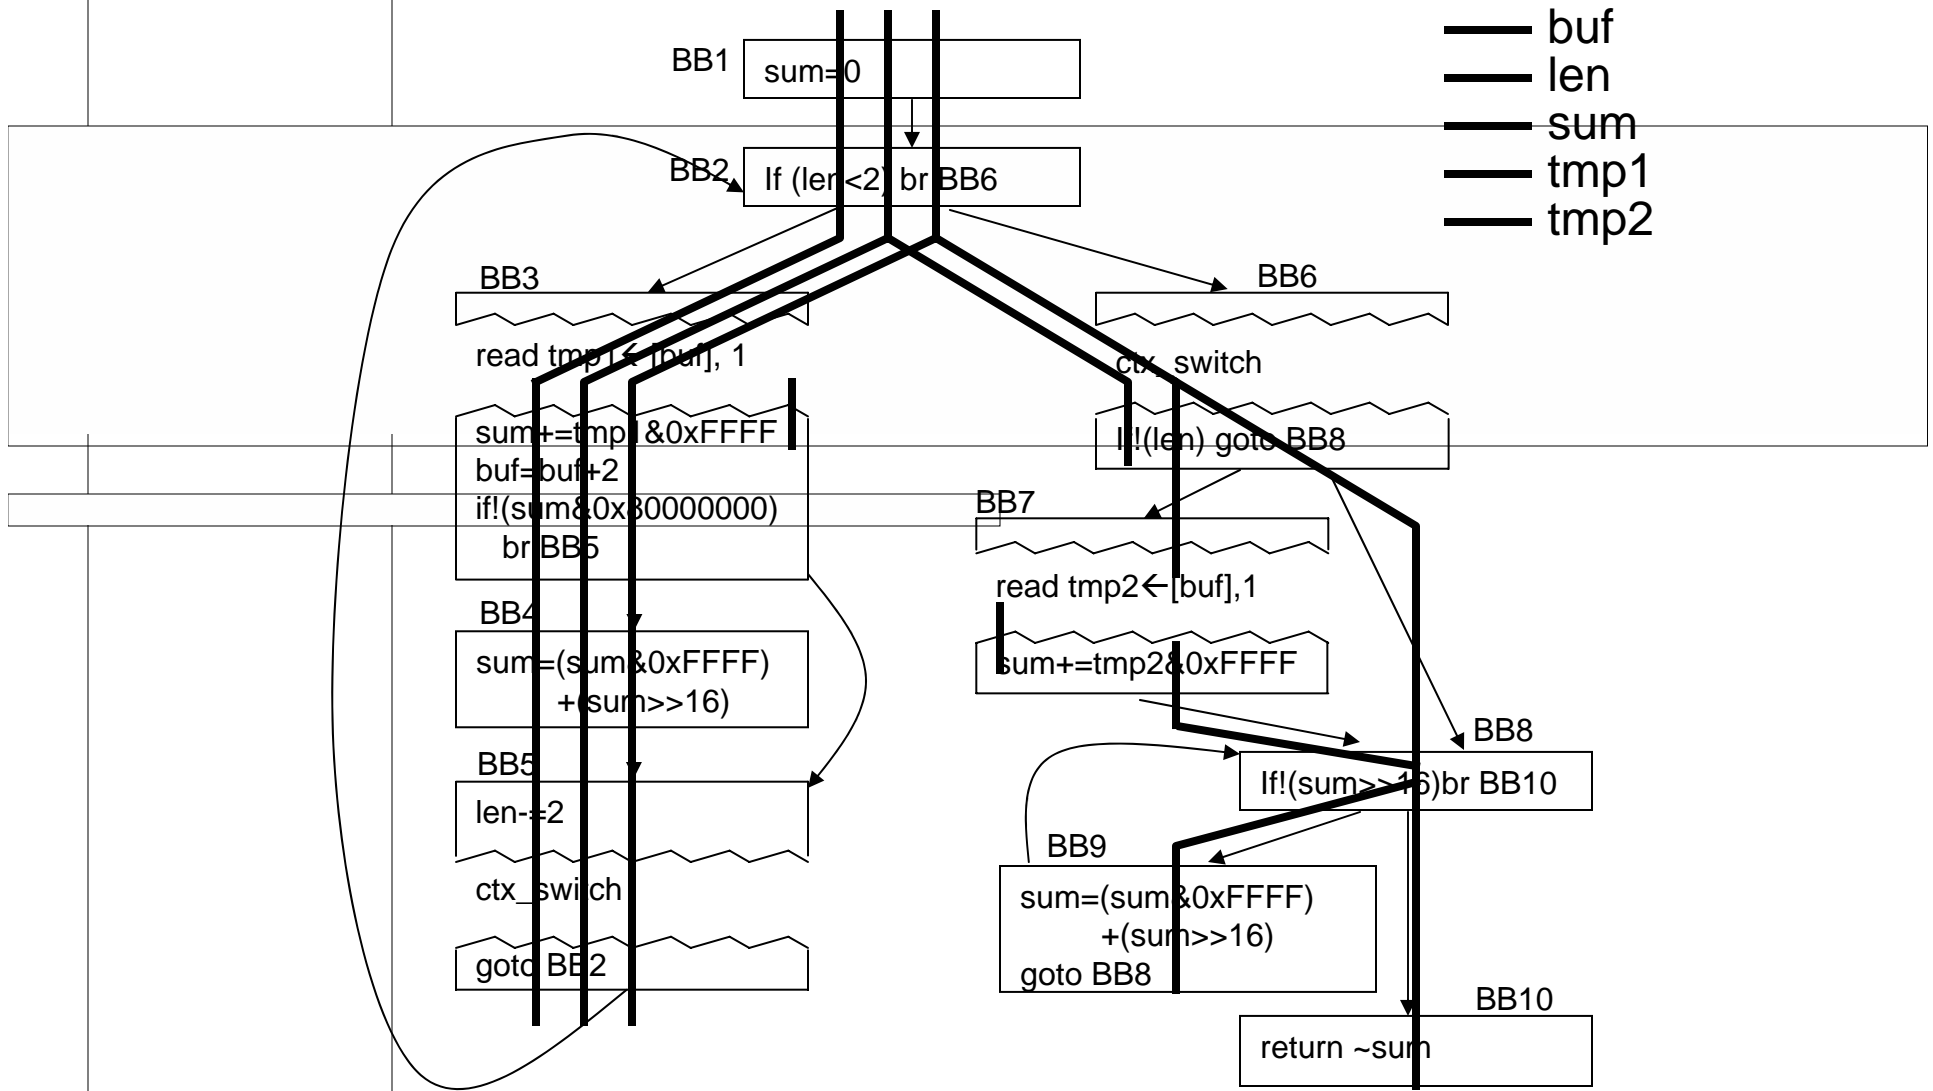 buf
len
sum
tmp1
tmp2
BB1
sum=0
BB2
If (len<2) br BB6
BB3
read tmp1← [buf], 1
sum+=tmp1&0xFFFF
buf=buf+2
if!(sum&0x80000000)
br BB5
BB4
sum=(sum&0xFFFF)
+(sum>>16)
BB5
len-=2
ctx_switch
goto BB2
BB6
ctx_switch
If!(len) goto BB8
BB7
read tmp2←[buf],1
sum+=tmp2&0xFFFF
BB8
If!(sum>>16)br BB10
BB9
sum=(sum&0xFFFF)
+(sum>>16)
goto BB8
BB10
return ~sum